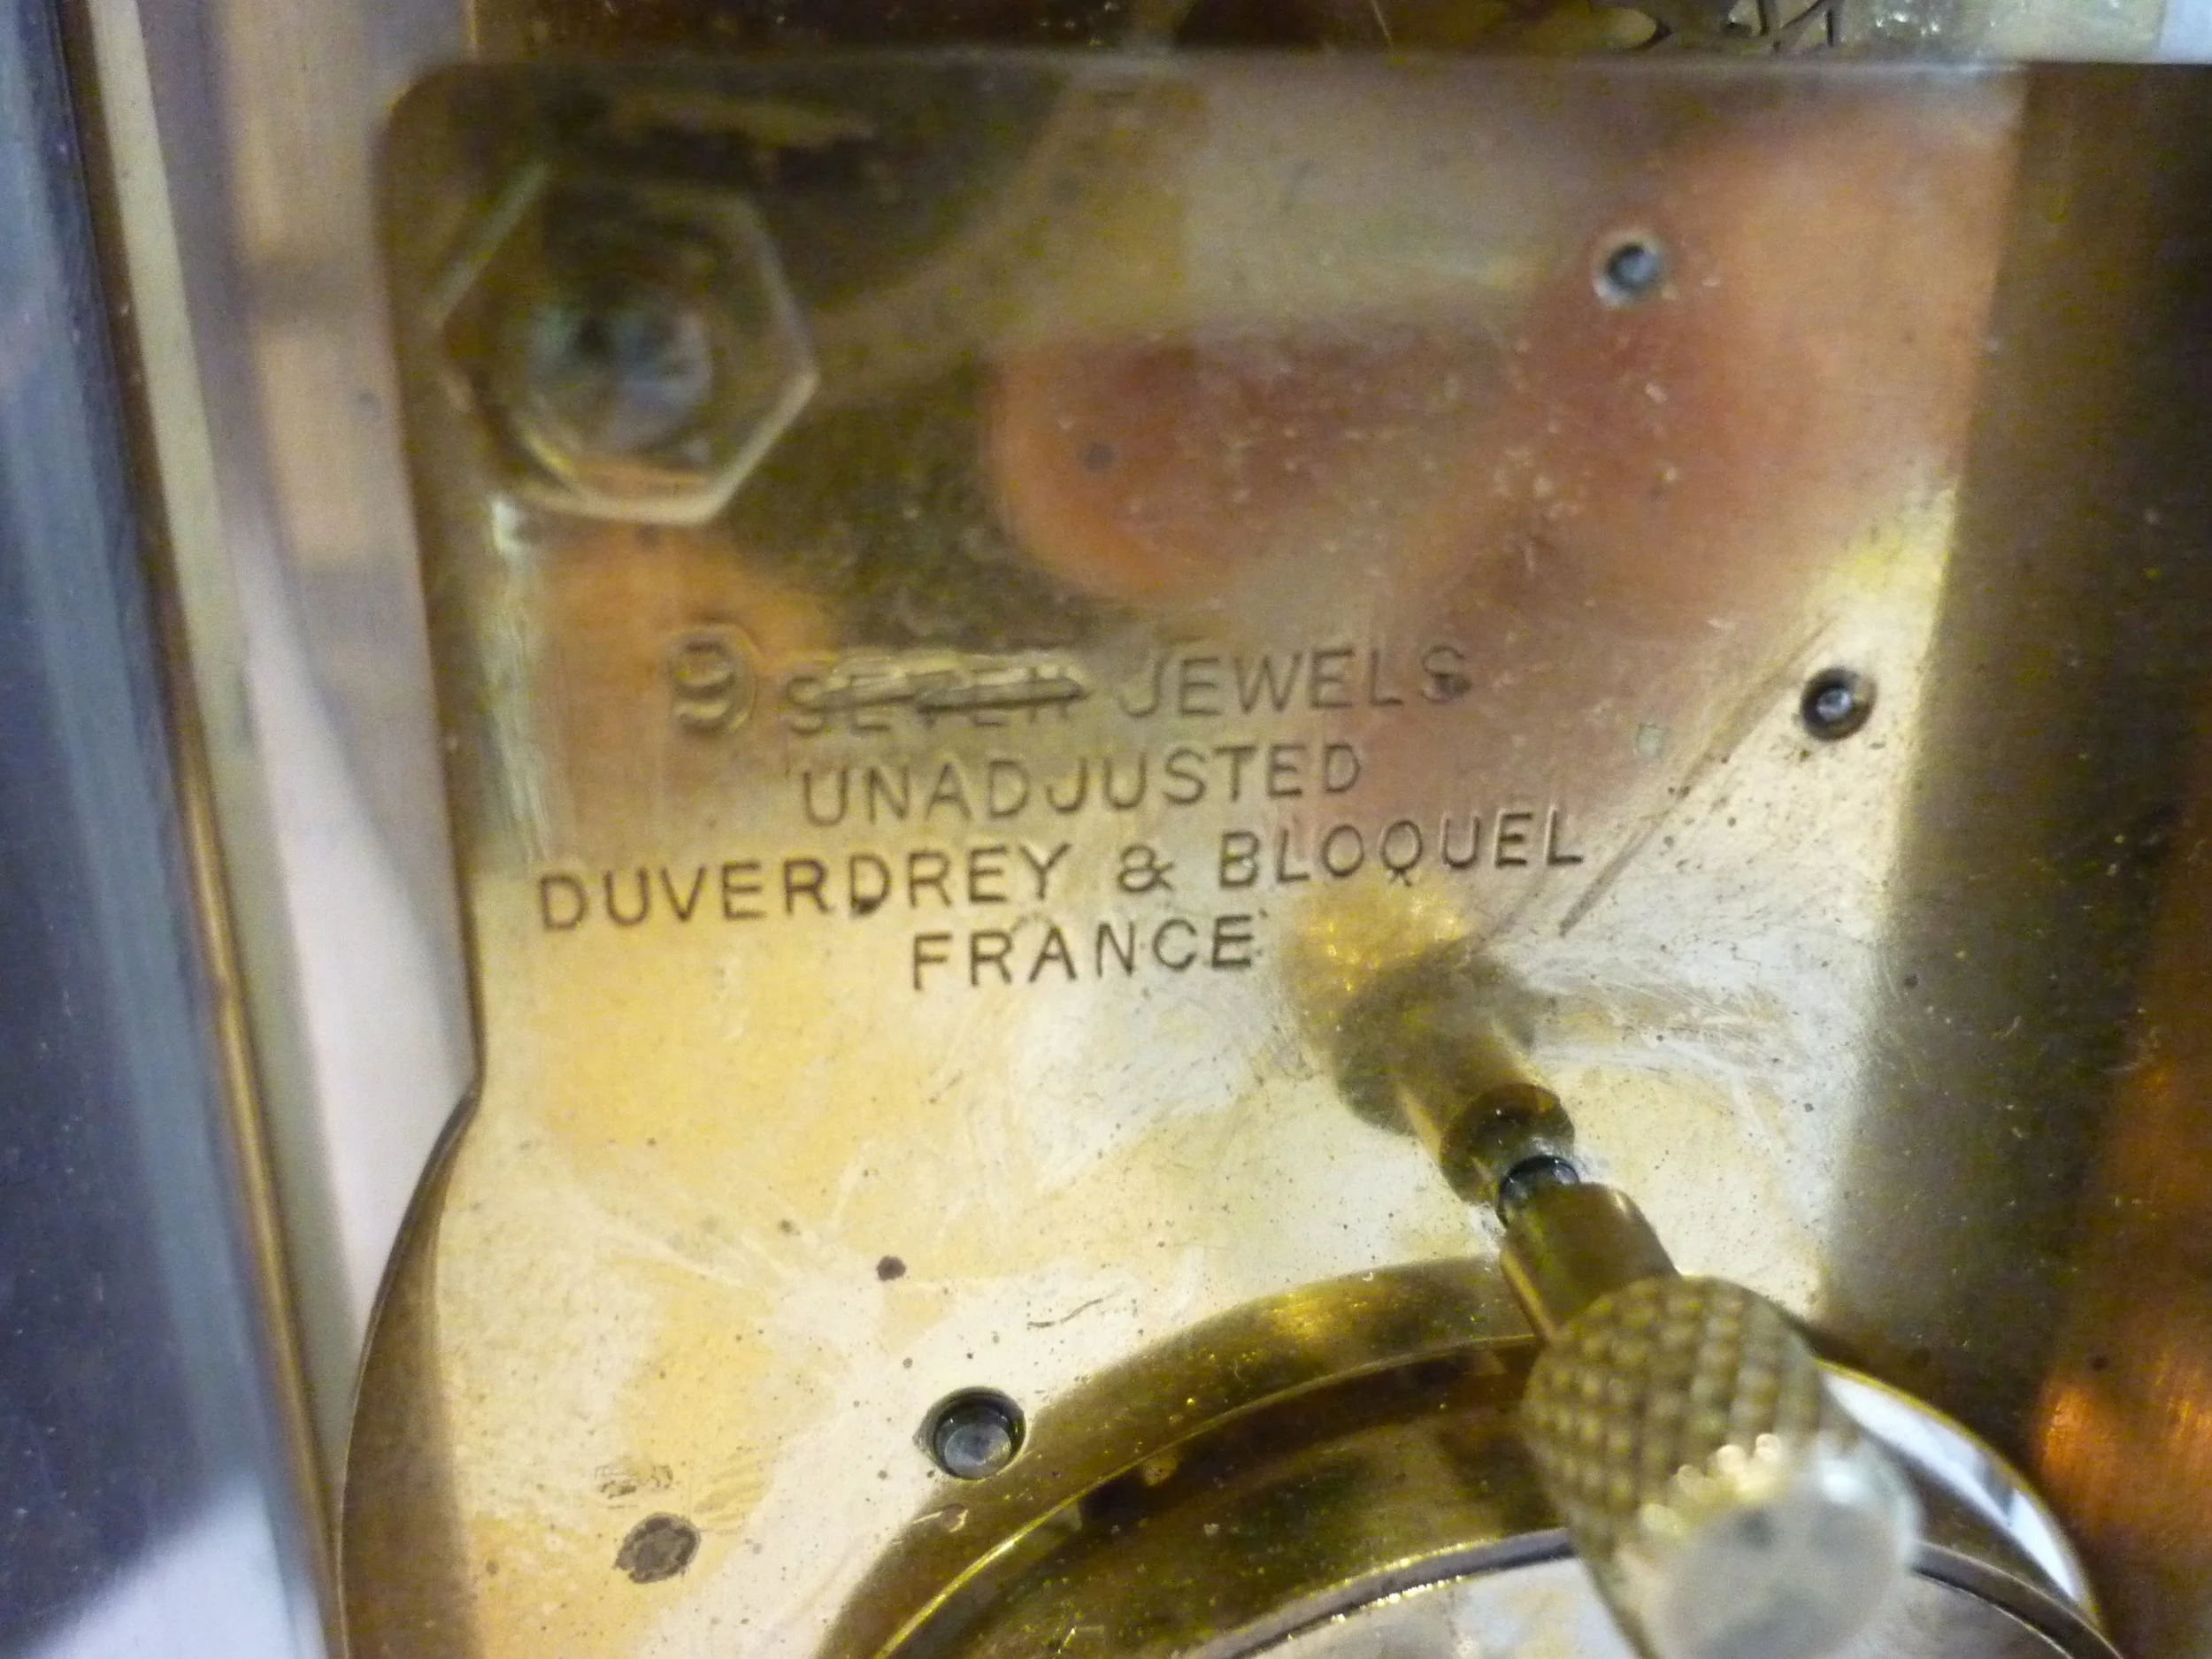 9 SEVEN JEWELS
UNADJUSTED
DUVERDREY & BLOQUEL
FRANCE